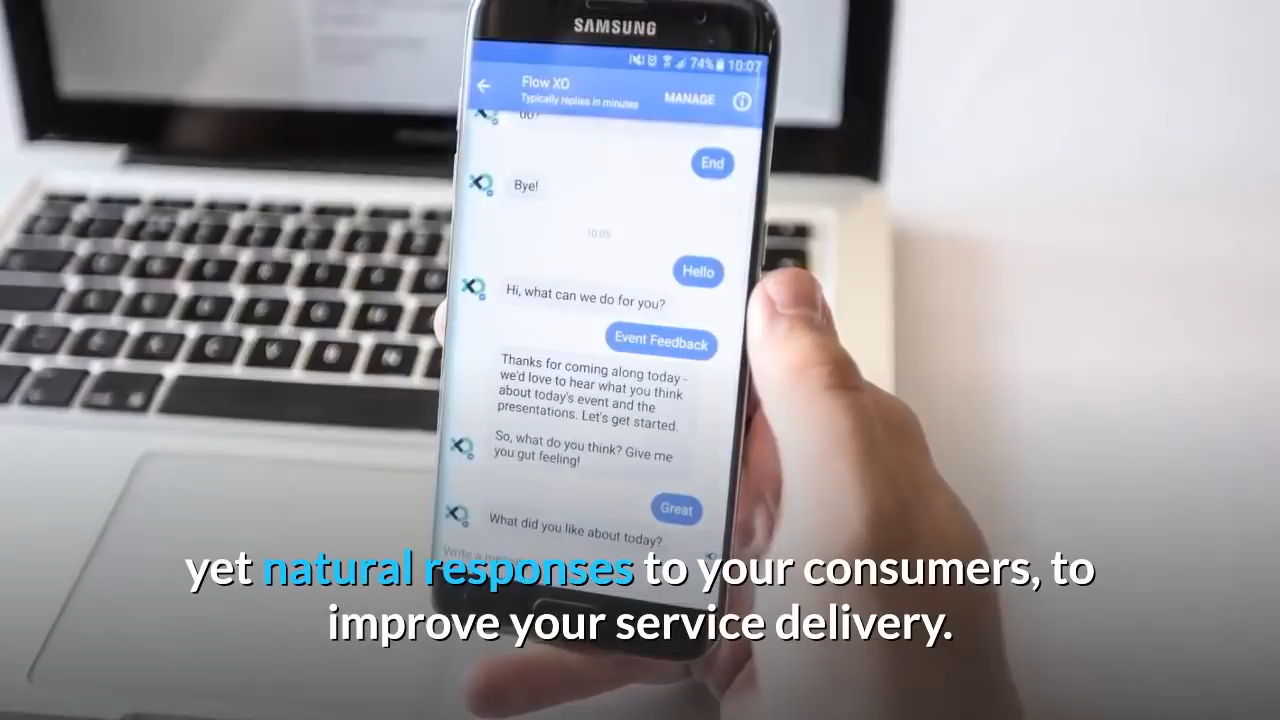 SAMSUNG
74% 10:07
Flow XO
Typically replies in minutes
MANAGE
do?
End
Bye!
10:05
Hello
Hi, what can we do for you?
Event Feedback
Thanks for coming along today -
we'd love to hear what you think
about today's event and the
presentations. Let's get started.
So, what do you think? Give me
you gut feeling!
Great
What did you like about today?
Write a mess
yet natural responses to your consumers, to
improve your service delivery.